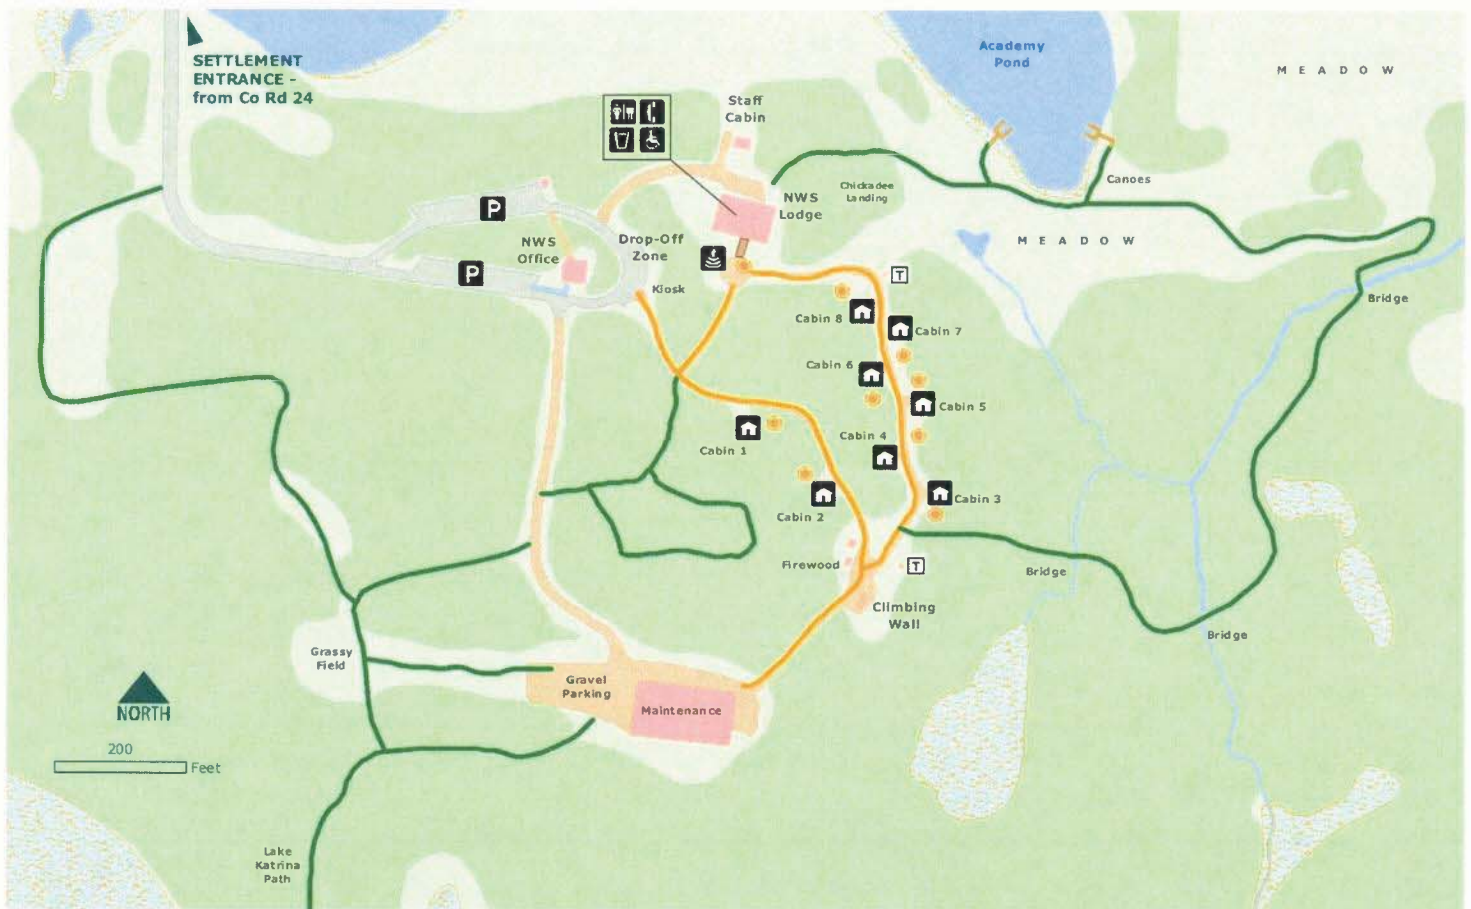 SETTLEMENT
ENTRANCE -
from Co Rd 24
Academy
Pond
MEADOW
Staff
Cabin
Canoes
Chickadee
Landing
NWS
Lodge
P
NWS
Office
Drop-Off
Zone
MEADOW
P
Kiosk
T
Bridge
Cabin 8
Cabin 7
Cabin 6
Cabin 5
Cabin 4
Cabin 1
Cabin 3
Cabin 2
Firewood
T
Bridge
Climbing
Wall
Bridge
Grassy
Field
Gravel
Parking
Maintenance
NORTH
200
Feet
Lake
Katrina
Path